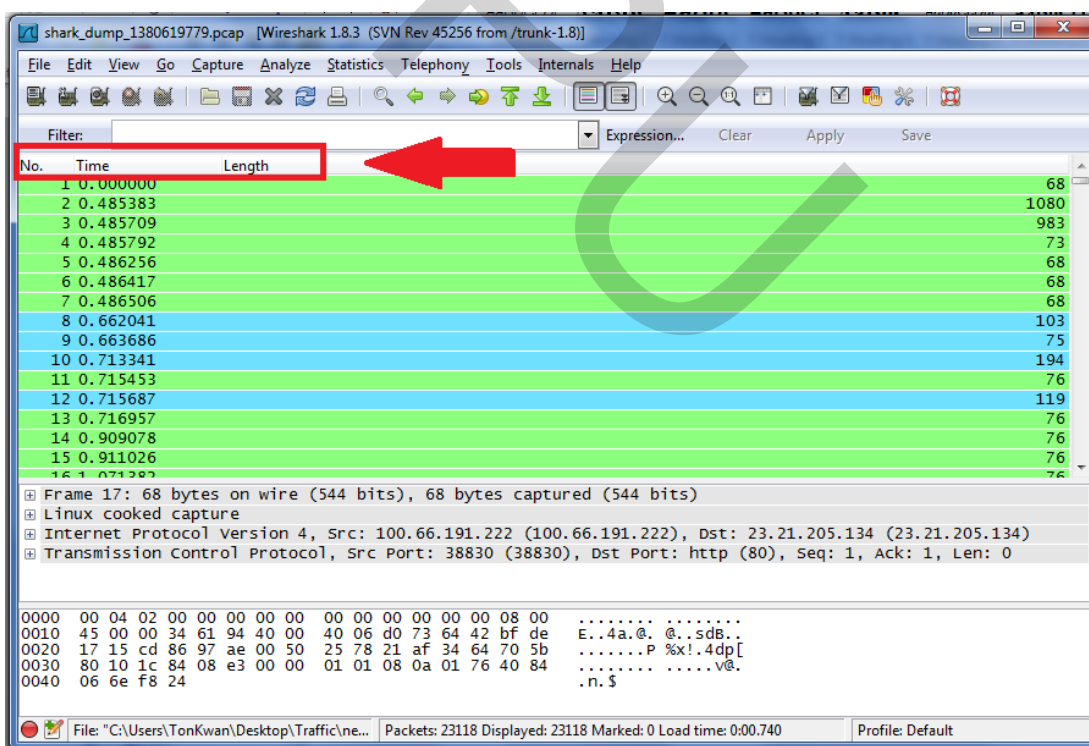 shark_dump_1380619779.pcap [Wireshark 1.8.3 (SVN Rev 45256 from /trunk-1.8)]
File Edit View Go Capture Analyze Statistics Telephony Tools Internals Help
Filter: Expression... Clear Apply Save
No. Time Length
1 0.000000 68
2 0.485383 1080
3 0.485709 983
4 0.485792 73
5 0.486256 68
6 0.486417 68
7 0.486506 68
8 0.662041 103
9 0.663686 75
10 0.713341 194
11 0.715453 76
12 0.715687 119
13 0.716957 76
14 0.909078 76
15 0.911026 76
16 1.071382 76
Frame 17: 68 bytes on wire (544 bits), 68 bytes captured (544 bits)
Linux cooked capture
Internet Protocol Version 4, Src: 100.66.191.222 (100.66.191.222), Dst: 23.21.205.134 (23.21.205.134)
Transmission Control Protocol, Src Port: 38830 (38830), Dst Port: http (80), Seq: 1, Ack: 1, Len: 0
0000 00 04 02 00 00 00 00 00 00 00 00 00 00 00 08 00 ........ ........
0010 45 00 00 34 61 94 40 00 40 06 d0 73 64 42 bf de E..4a.@. @..sdB..
0020 17 15 cd 86 97 ae 00 50 25 78 21 af 34 64 70 5b .......P %x!.4dp[
0030 80 10 1c 84 08 e3 00 00 01 01 08 0a 01 76 40 84 ........ .....v@.
0040 06 6e f8 24 .n.$
File: "C:\Users\TonKwan\Desktop\Traffic\ne... Packets: 23118 Displayed: 23118 Marked: 0 Load time: 0:00.740 Profile: Default